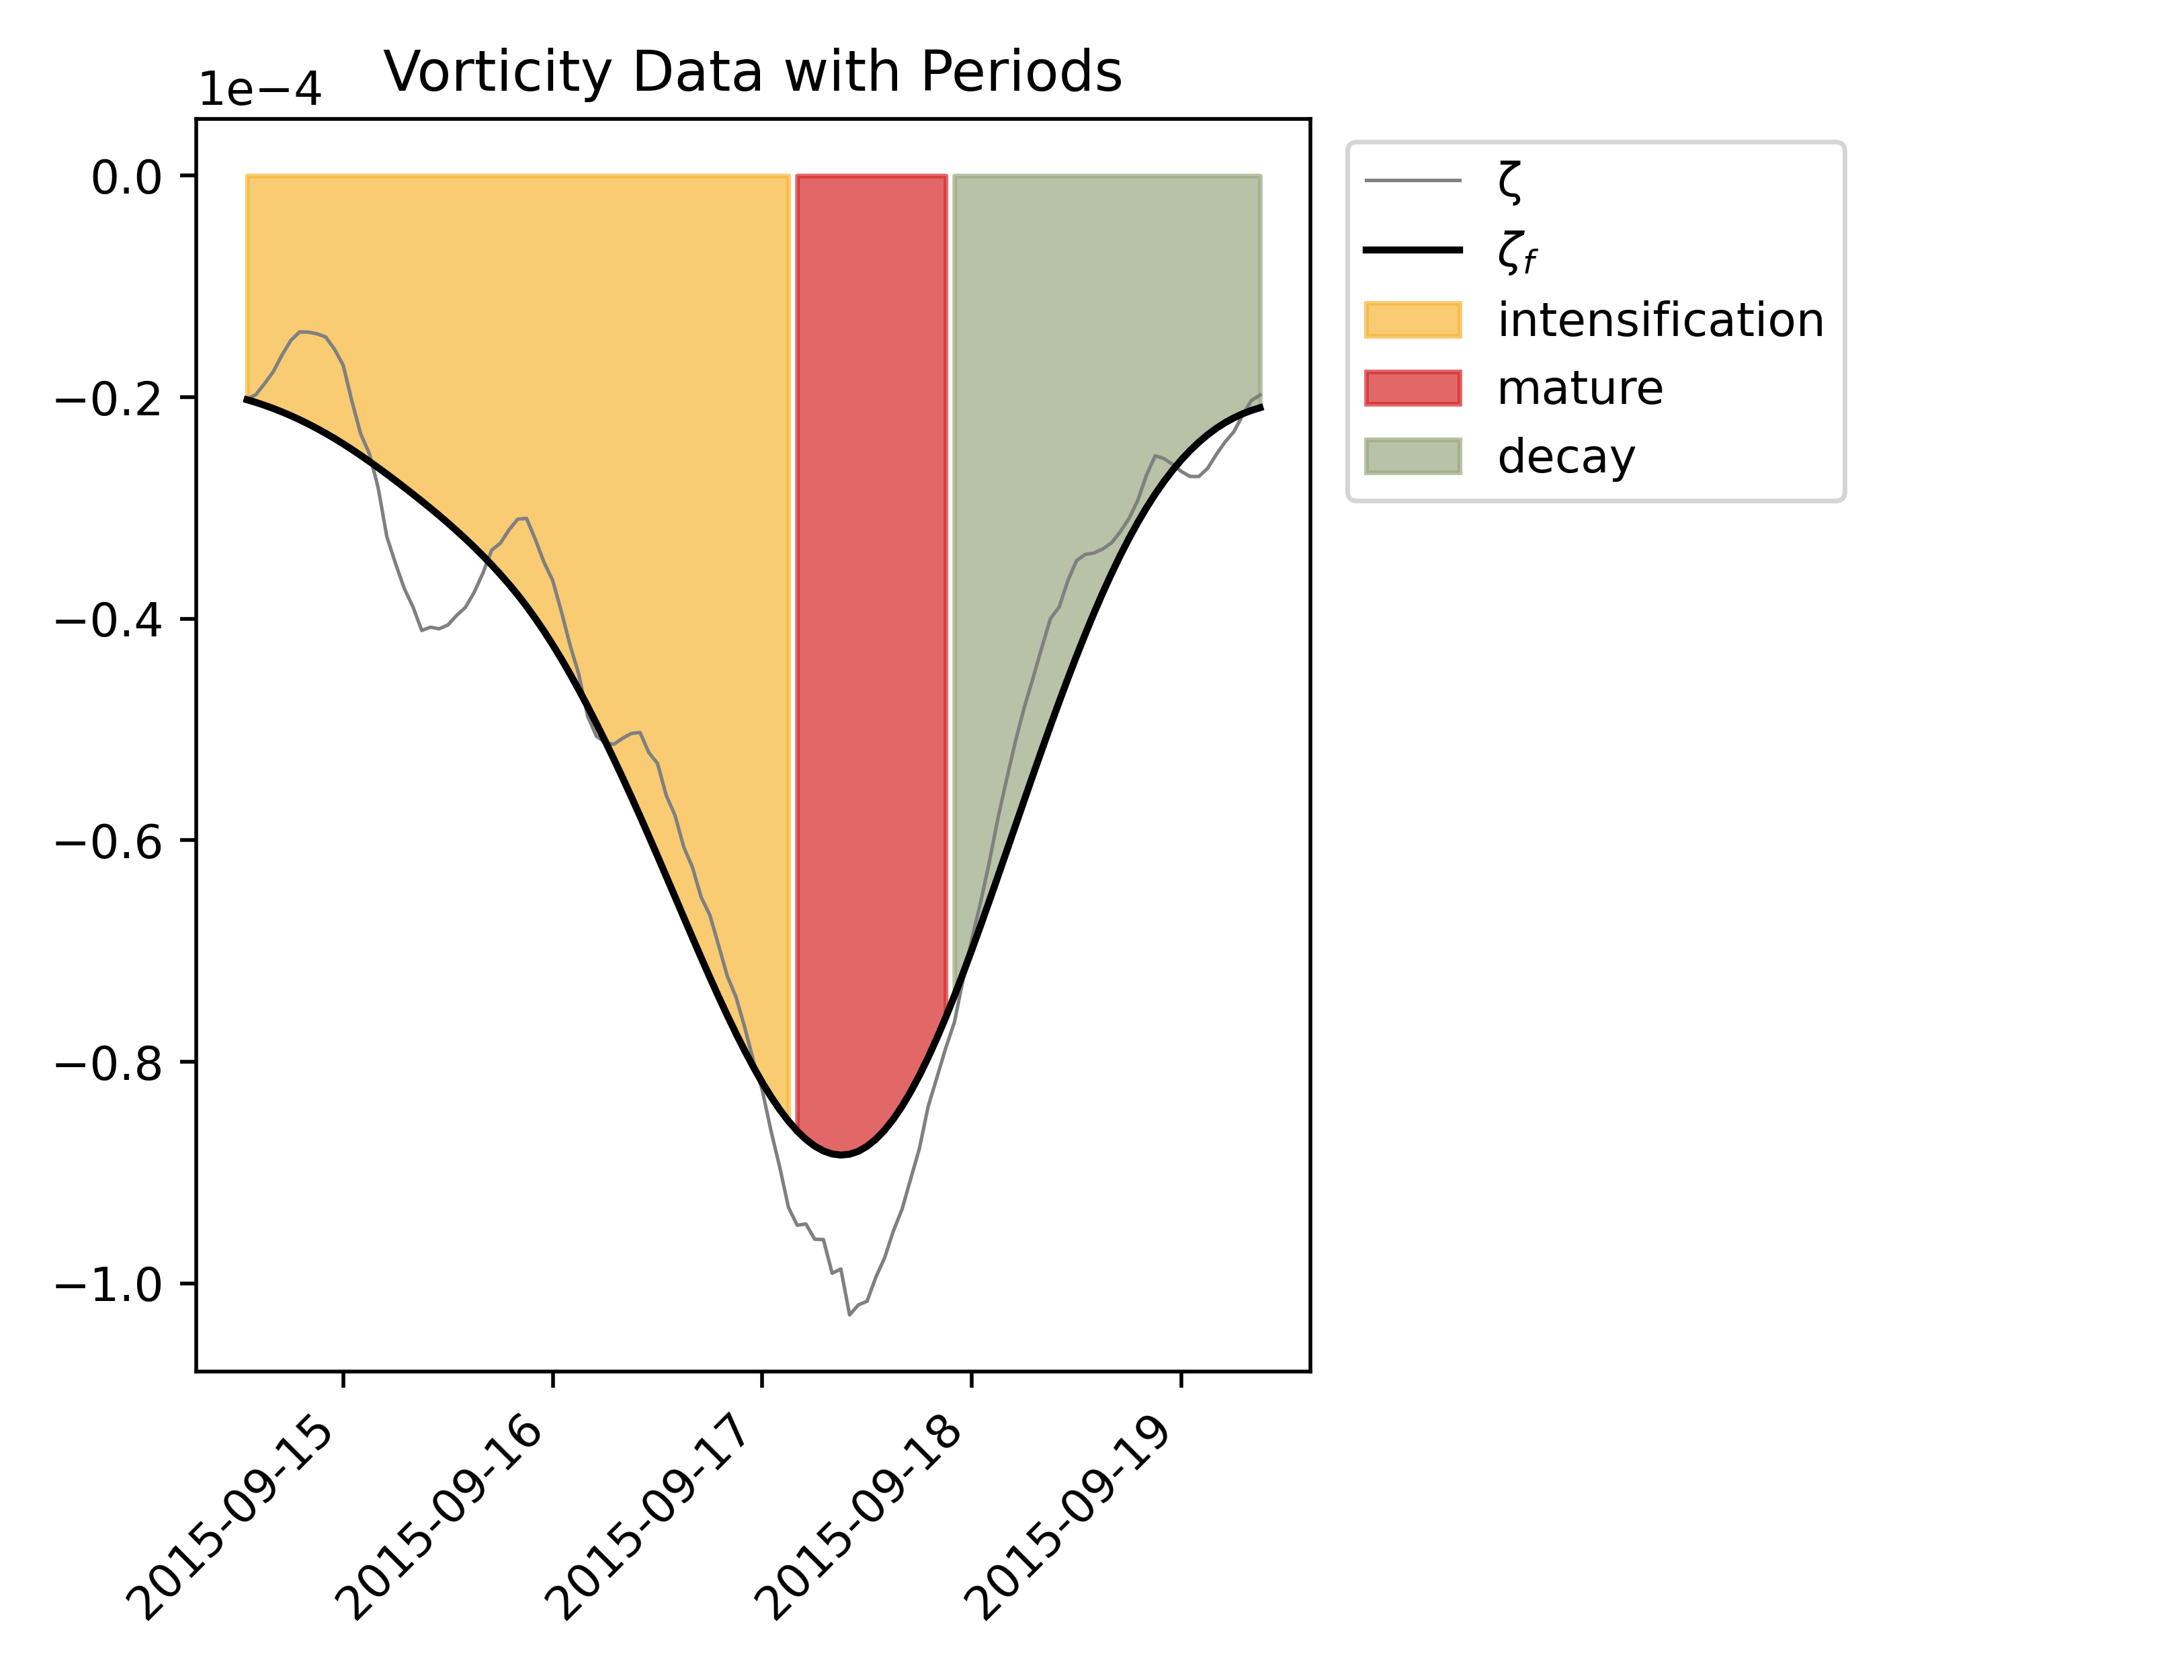 Vorticity Data with Periods
1e−4
0.0
−0.2
−0.4
−0.6
−0.8
−1.0
2015-09-15
2015-09-16
2015-09-17
2015-09-18
2015-09-19
ζ
ζf
intensification
mature
decay